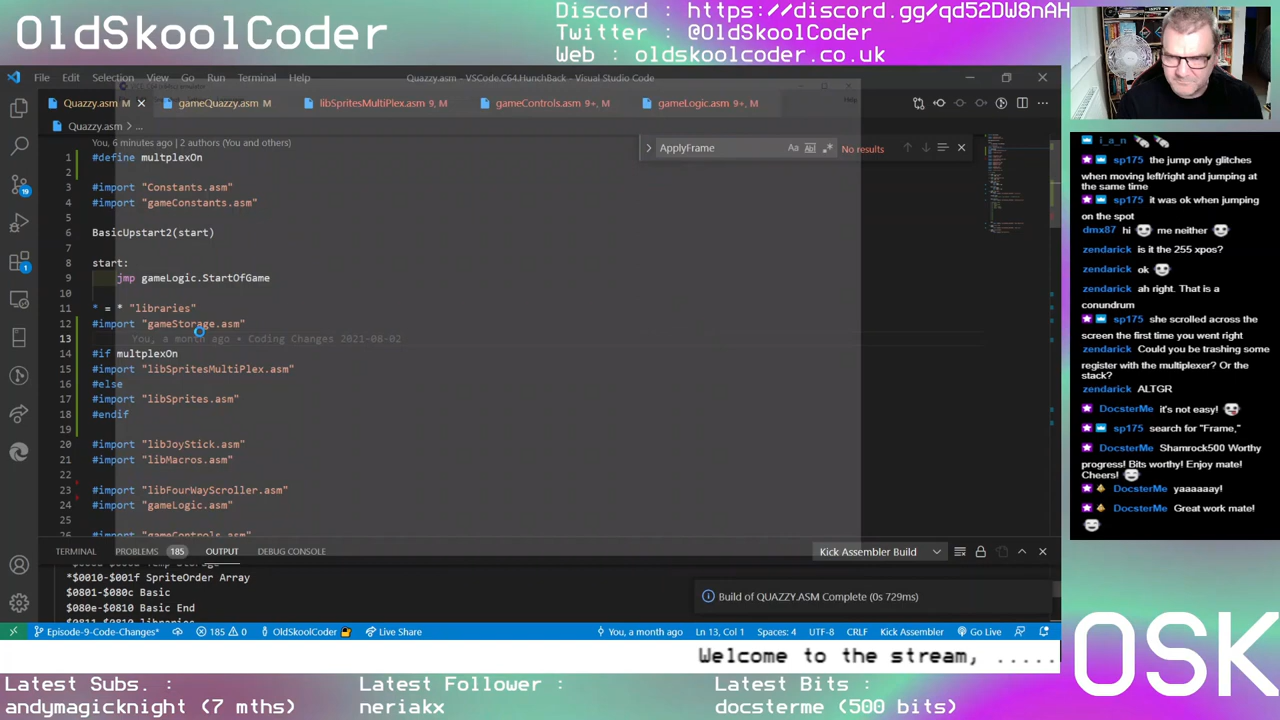 OldSkoolCoder
Discord : https://discord.gg/qd52DW8nAH
Twitter : @OldSkoolCoder
Web : oldskoolcoder.co.uk
File Edit Selection View Go Run Terminal Help
Quazzy.asm - VSCode.C64.HunchBack - Visual Studio Code
Quazzy.asm M
gameQuazzy.asm M
libSpritesMultiPlex.asm 9, M
gameControls.asm 9+, M
gameLogic.asm 9+, M
Quazzy.asm > ...
ApplyFrame
No results
You, 6 minutes ago | 2 authors (You and others)
1 #define multplexOn
2
3 #import "Constants.asm"
4 #import "gameConstants.asm"
5
6 BasicUpstart2(start)
7
8 start:
9 jmp gameLogic.StartOfGame
10
11 * = * "libraries"
12 #import "gameStorage.asm"
13 You, a month ago • Coding Changes 2021-08-02
14 #if multplexOn
15 #import "libSpritesMultiPlex.asm"
16 #else
17 #import "libSprites.asm"
18 #endif
19
20 #import "libJoyStick.asm"
21 #import "libMacros.asm"
22
23 #import "libFourWayScroller.asm"
24 #import "gameLogic.asm"
25
26 #import "gameControls.asm"
19
1
TERMINAL PROBLEMS 185 OUTPUT DEBUG CONSOLE
Kick Assembler Build
*$0010-$001f SpriteOrder Array
$0801-$080c Basic
$080e-$0810 Basic End
$0811-$0810 libraries
Build of QUAZZY.ASM Complete (0s 729ms)
Episode-9-Code-Changes* 185 0 OldSkoolCoder Live Share You, a month ago Ln 13, Col 1 Spaces: 4 UTF-8 CRLF Kick Assembler Go Live
i_a_n
sp175 the jump only glitches
when moving left/right and jumping at
the same time
sp175 it was ok when jumping
on the spot
dmx87 hi me neither
zendarick is it the 255 xpos?
zendarick ok
zendarick ah right. That is a
conundrum
sp175 she scrolled across the
screen the first time you went right
zendarick Could you be trashing some
register with the multiplexer? Or the
stack?
zendarick ALTGR
DocsterMe it's not easy!
sp175 search for "Frame,"
DocsterMe Shamrock500 Worthy
progress! Bits worthy! Enjoy mate!
Cheers!
DocsterMe yaaaaaay!
DocsterMe Great work mate!
OSK
Welcome to the stream, .....
Latest Subs. :
andymagicknight (7 mths)
Latest Follower :
neriakx
Latest Bits :
docsterme (500 bits)